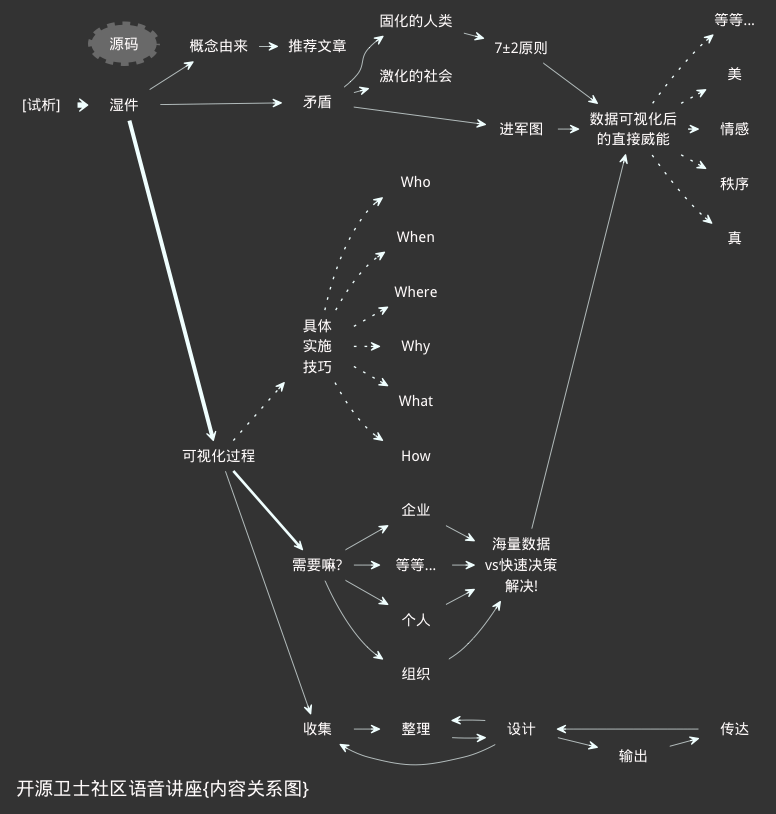 源码
[试析]
湿件
概念由来
推荐文章
矛盾
固化的人类
激化的社会
7±2原则
进军图
数据可视化后
的直接威能
等等...
美
情感
秩序
真
Who
When
Where
Why
What
How
具体
实施
技巧
可视化过程
需要嘛?
企业
等等...
个人
组织
海量数据
vs快速决策
解决!
收集
整理
设计
输出
传达
开源卫士社区语音讲座{内容关系图}